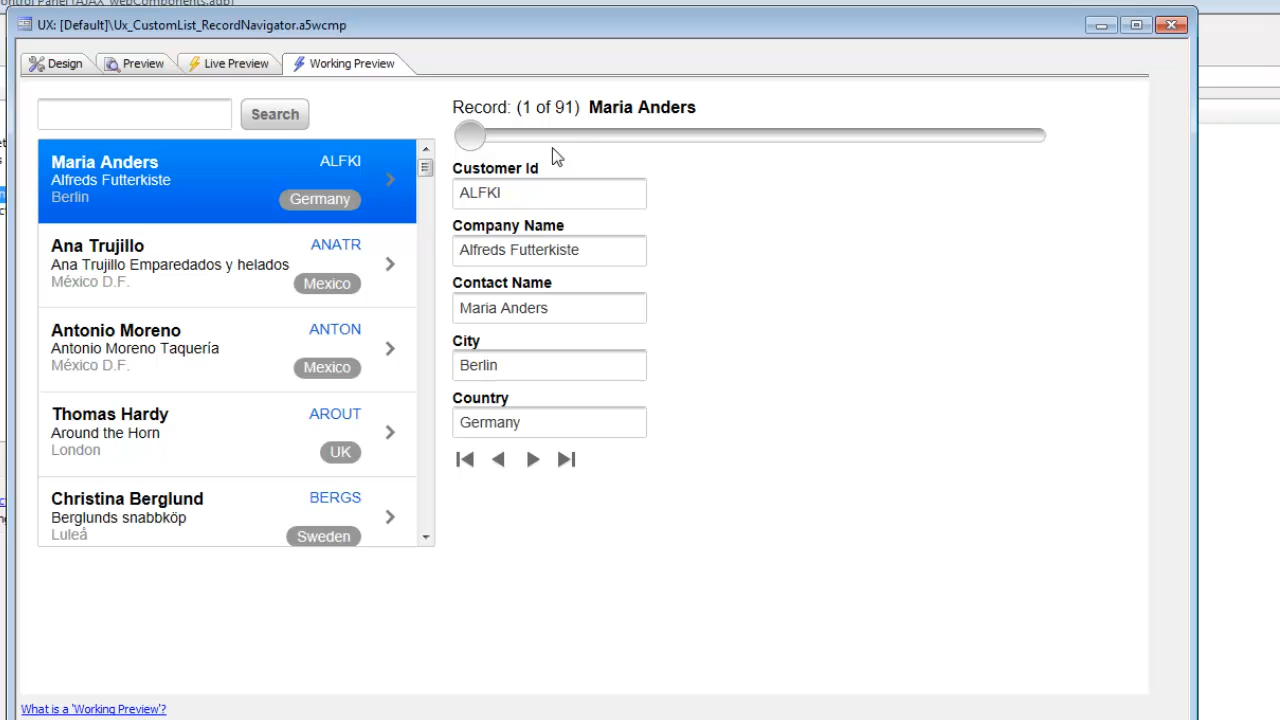 UX: [Default]\Ux_CustomList_RecordNavigator.a5wcmp
Design
Preview
Live Preview
Working Preview
Search
Record: (1 of 91) Maria Anders
Maria Anders
ALFKI
Alfreds Futterkiste
Berlin
Germany
Ana Trujillo
ANATR
Ana Trujillo Emparedados y helados
México D.F.
Mexico
Antonio Moreno
ANTON
Antonio Moreno Taquería
México D.F.
Mexico
Thomas Hardy
AROUT
Around the Horn
London
UK
Christina Berglund
BERGS
Berglunds snabbköp
Luleå
Sweden
Customer Id
ALFKI
Company Name
Alfreds Futterkiste
Contact Name
Maria Anders
City
Berlin
Country
Germany
What is a 'Working Preview'?